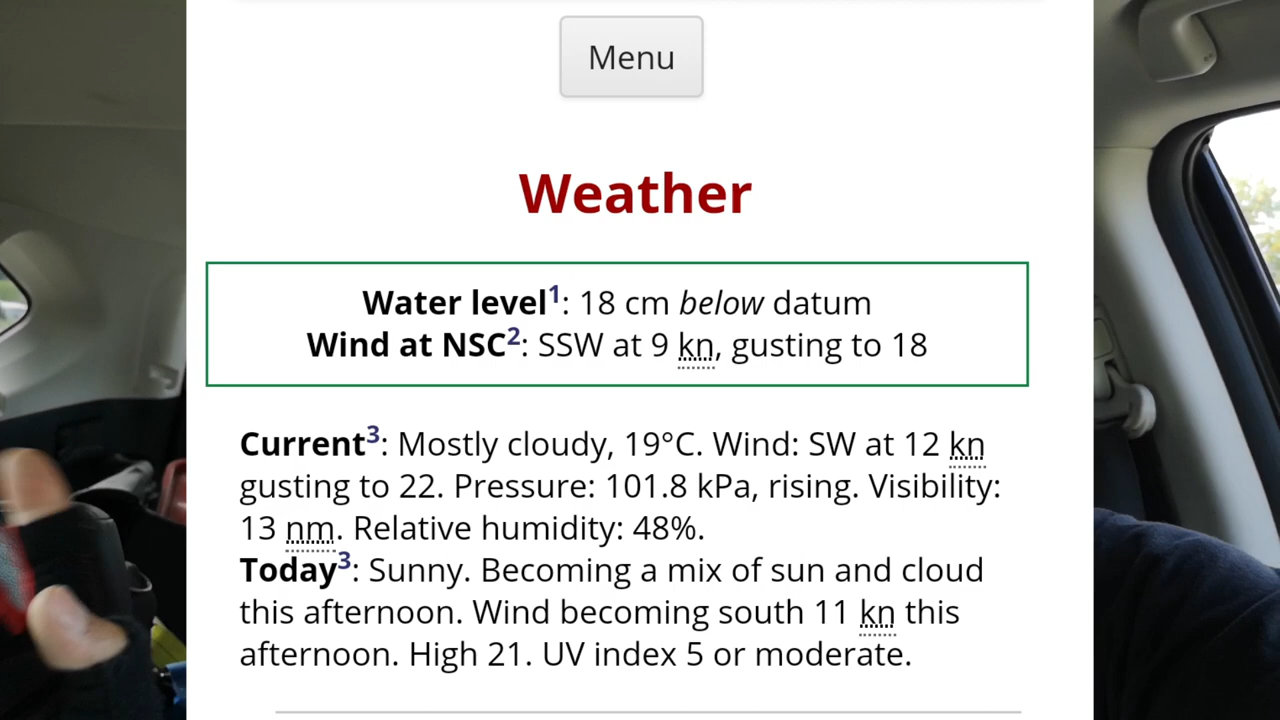 Menu
Weather
Water level¹: 18 cm below datum
Wind at NSC²: SSW at 9 kn, gusting to 18
Current³: Mostly cloudy, 19°C. Wind: SW at 12 kn
gusting to 22. Pressure: 101.8 kPa, rising. Visibility:
13 nm. Relative humidity: 48%.
Today³: Sunny. Becoming a mix of sun and cloud
this afternoon. Wind becoming south 11 kn this
afternoon. High 21. UV index 5 or moderate.